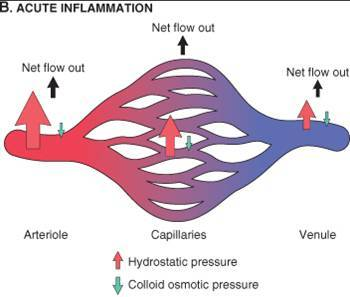 B. ACUTE INFLAMMATION
Net flow out
Net flow out
Net flow out
Arteriole
Capillaries
Venule
Hydrostatic pressure
Colloid osmotic pressure